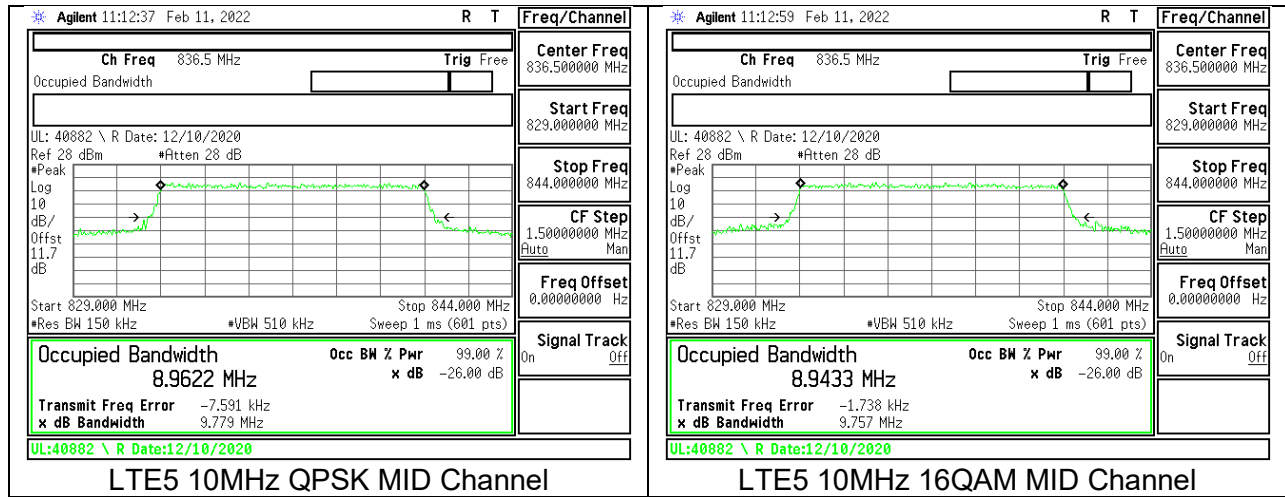 Agilent 11:12:37 Feb 11, 2022 R T
Freq/Channel
Ch Freq 836.5 MHz Trig Free
Occupied Bandwidth
Center Freq
836.500000 MHz
Start Freq
829.000000 MHz
UL: 40882 \ R Date: 12/10/2020
Ref 28 dBm #Atten 28 dB
#Peak
Log
10
dB/
Offst
11.7
dB
Stop Freq
844.000000 MHz
CF Step
1.50000000 MHz
Auto Man
Freq Offset
0.00000000 Hz
Start 829.000 MHz Stop 844.000 MHz
#Res BW 150 kHz #VBW 510 kHz Sweep 1 ms (601 pts)
Signal Track
On Off
Occupied Bandwidth Occ BW % Pwr 99.00 %
8.9622 MHz x dB -26.00 dB
Transmit Freq Error -7.591 kHz
x dB Bandwidth 9.779 MHz
UL:40882 \ R Date:12/10/2020
LTE5 10MHz QPSK MID Channel
Agilent 11:12:59 Feb 11, 2022 R T
Freq/Channel
Ch Freq 836.5 MHz Trig Free
Occupied Bandwidth
Center Freq
836.500000 MHz
Start Freq
829.000000 MHz
UL: 40882 \ R Date: 12/10/2020
Ref 28 dBm #Atten 28 dB
#Peak
Log
10
dB/
Offst
11.7
dB
Stop Freq
844.000000 MHz
CF Step
1.50000000 MHz
Auto Man
Freq Offset
0.00000000 Hz
Start 829.000 MHz Stop 844.000 MHz
#Res BW 150 kHz #VBW 510 kHz Sweep 1 ms (601 pts)
Signal Track
On Off
Occupied Bandwidth Occ BW % Pwr 99.00 %
8.9433 MHz x dB -26.00 dB
Transmit Freq Error -1.738 kHz
x dB Bandwidth 9.757 MHz
UL:40882 \ R Date:12/10/2020
LTE5 10MHz 16QAM MID Channel